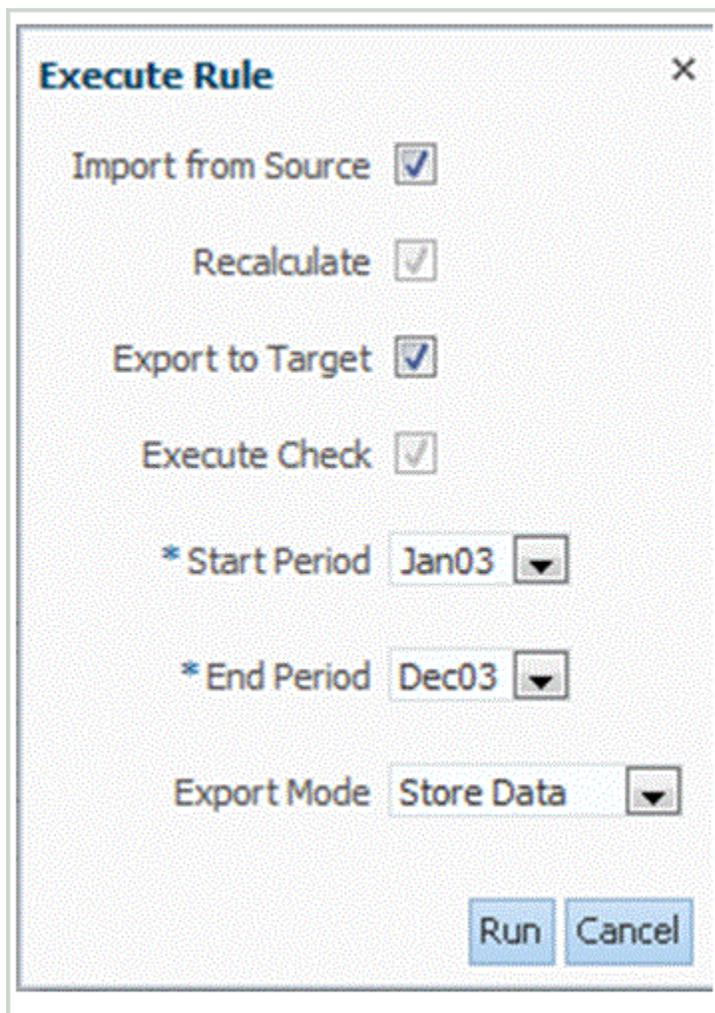 Execute Rule
Import from Source
Recalculate
Export to Target
Execute Check
* Start Period Jan03
* End Period Dec03
Export Mode Store Data
Run Cancel